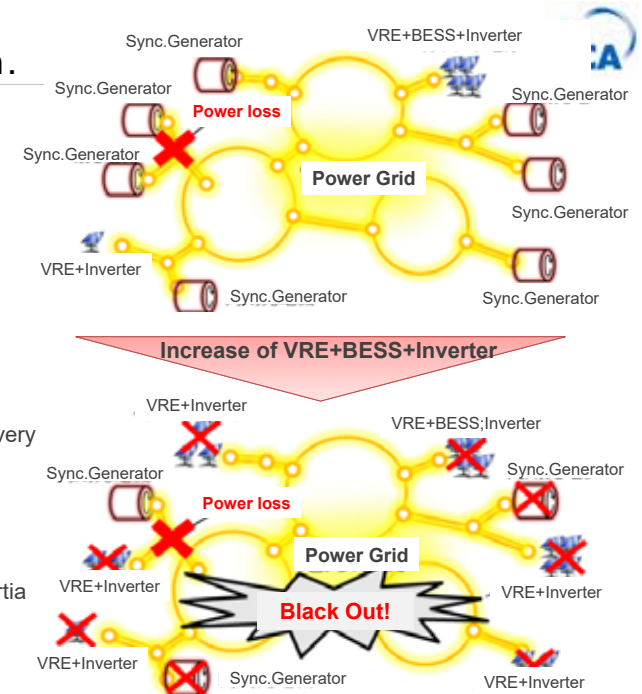 Sync.Generator
VRE+BESS+Inverter
Sync.Generator
Sync.Generator
Power loss
Sync.Generator
Power Grid
Sync.Generator
VRE+Inverter
Sync.Generator
Sync.Generator
Increase of VRE+BESS+Inverter
VRE+Inverter
VRE+BESS;Inverter
very
Sync.Generator
Sync.Generator
Power loss
Power Grid
VRE+Inverter
rtia
VRE+Inverter
Black Out!
VRE+Inverter
Sync.Generator
VRE+Inverter